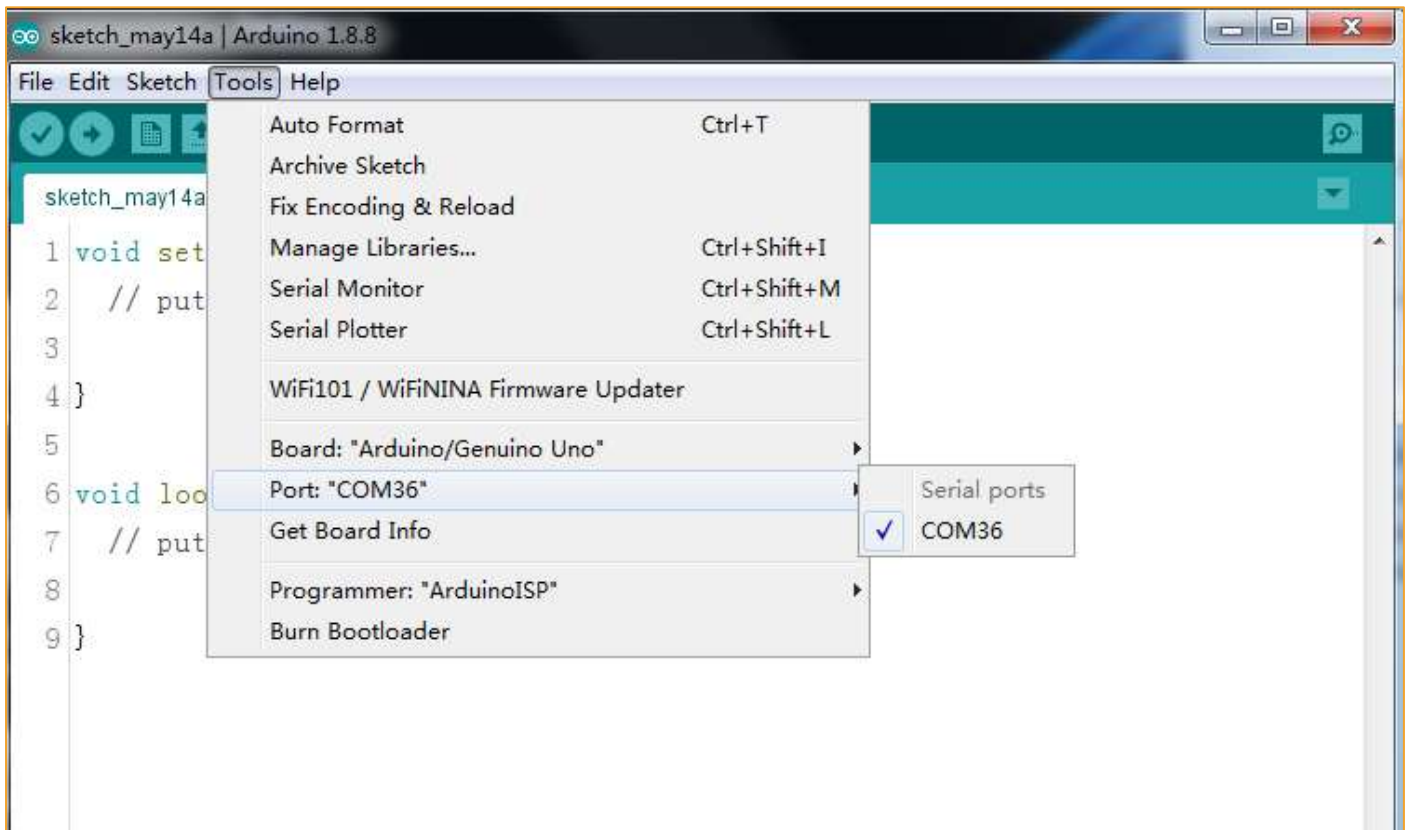 sketch_may14a | Arduino 1.8.8
File Edit Sketch Tools Help
Auto Format Ctrl+T
Archive Sketch
sketch_may14a
Fix Encoding & Reload
1 void set
Manage Libraries... Ctrl+Shift+I
2 // put
Serial Monitor Ctrl+Shift+M
Serial Plotter Ctrl+Shift+L
3
4 }
WiFi101 / WiFiNINA Firmware Updater
5
Board: "Arduino/Genuino Uno"
6 void loo
Port: "COM36"
Serial ports
7 // put
Get Board Info
COM36
8
Programmer: "ArduinoISP"
9 }
Burn Bootloader